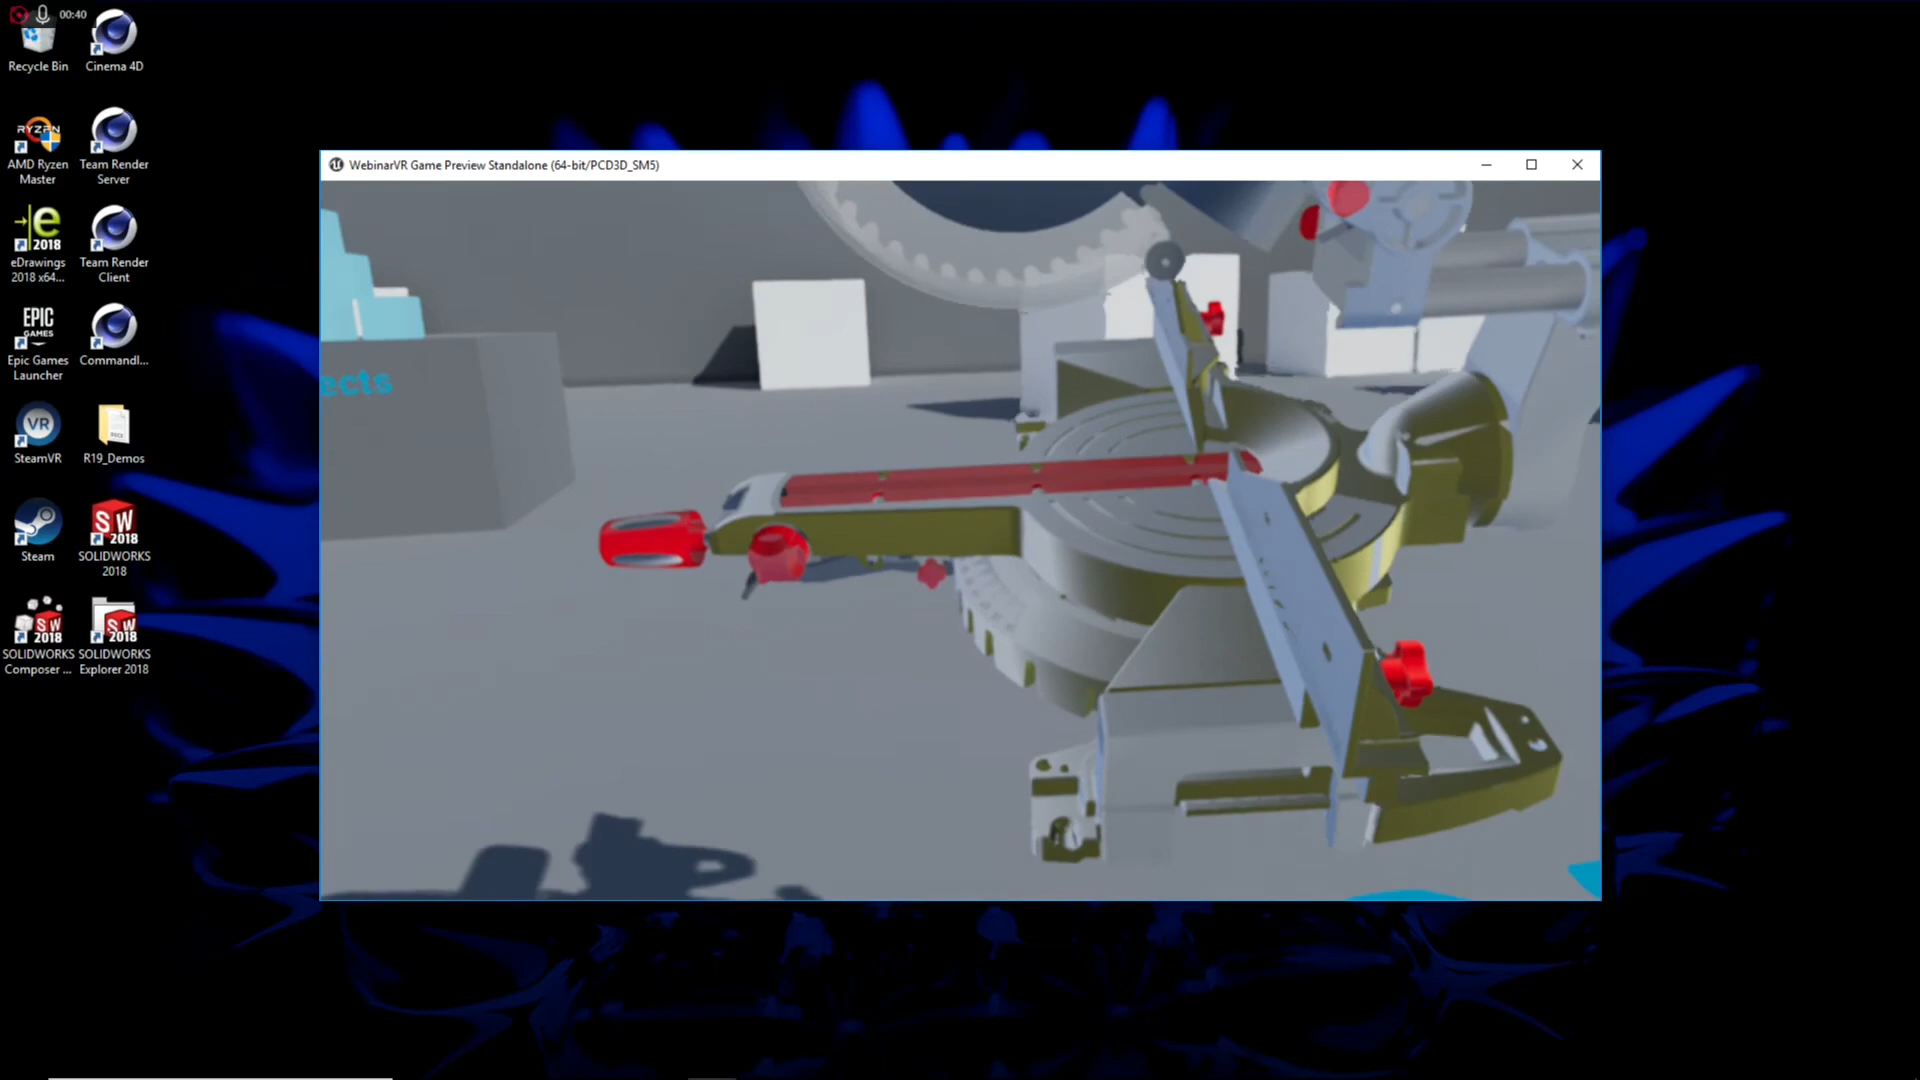 00:40
Recycle Bin
Cinema 4D
RYZEN
AMD Ryzen
Master
Team Render
Server
e
2018
eDrawings
2018 x64...
Team Render
Client
EPIC
GAMES
Epic Games
Launcher
Commandl...
VR
SteamVR
R19_Demos
Steam
SW
2018
SOLIDWORKS
2018
SW
2018
SOLIDWORKS
Composer ...
SW
2018
SOLIDWORKS
Explorer 2018
WebinarVR Game Preview Standalone (64-bit/PCD3D_SM5)
ects